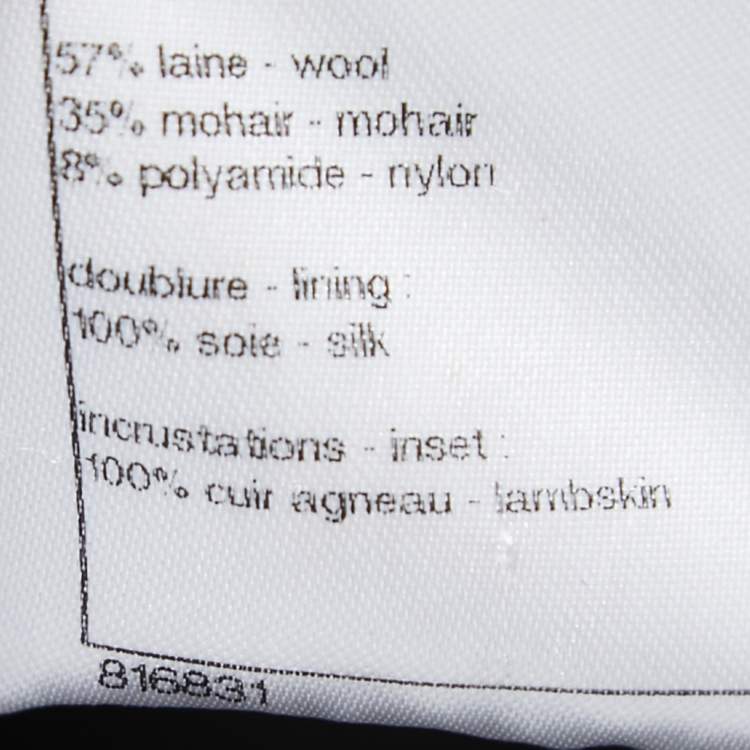 57% laine - wool
35% mohair - mohair
8% polyamide - nylon
doublure - lining :
100% soie - silk
incrustations - inset :
100% cuir agneau - lambskin
816831